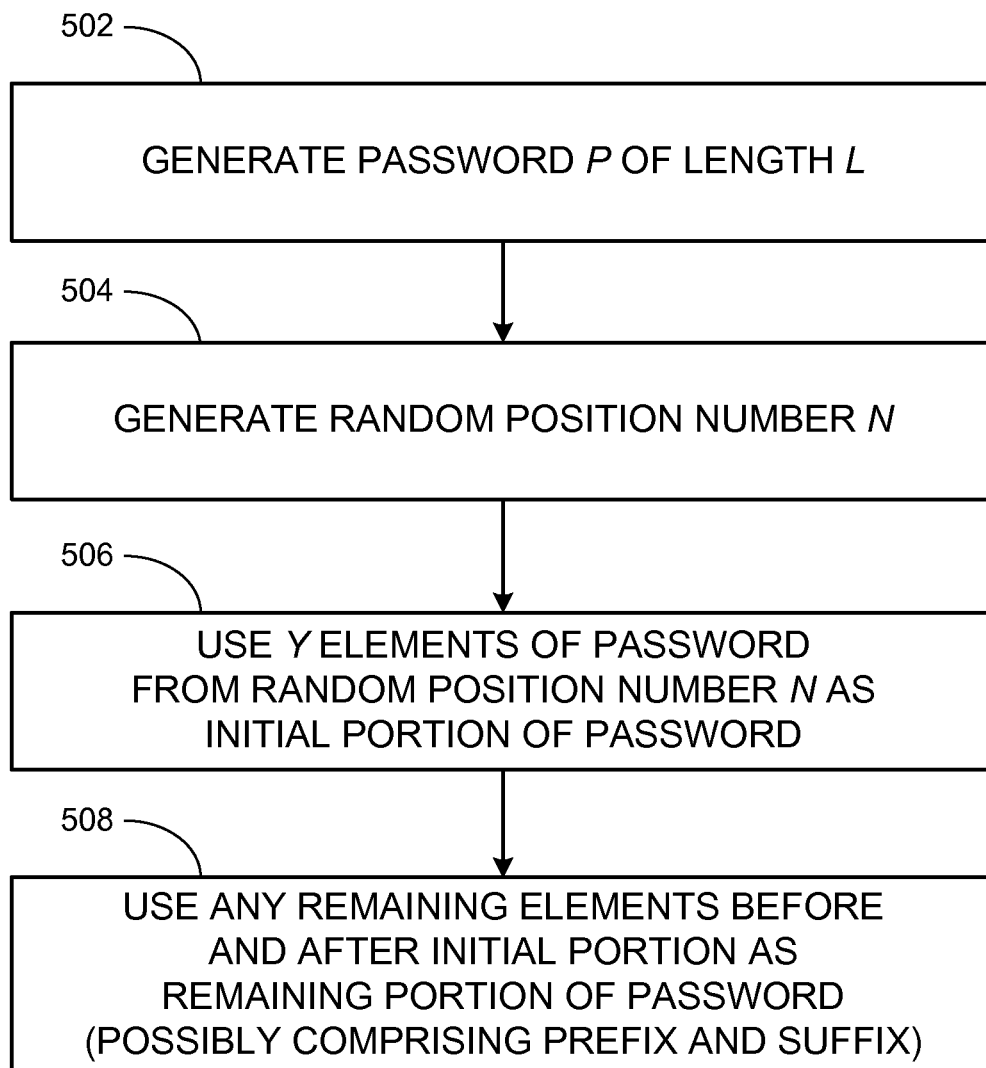 502
GENERATE PASSWORD P OF LENGTH L
504
GENERATE RANDOM POSITION NUMBER N
506
USE Y ELEMENTS OF PASSWORD
FROM RANDOM POSITION NUMBER N AS
INITIAL PORTION OF PASSWORD
508
USE ANY REMAINING ELEMENTS BEFORE
AND AFTER INITIAL PORTION AS
REMAINING PORTION OF PASSWORD
(POSSIBLY COMPRISING PREFIX AND SUFFIX)